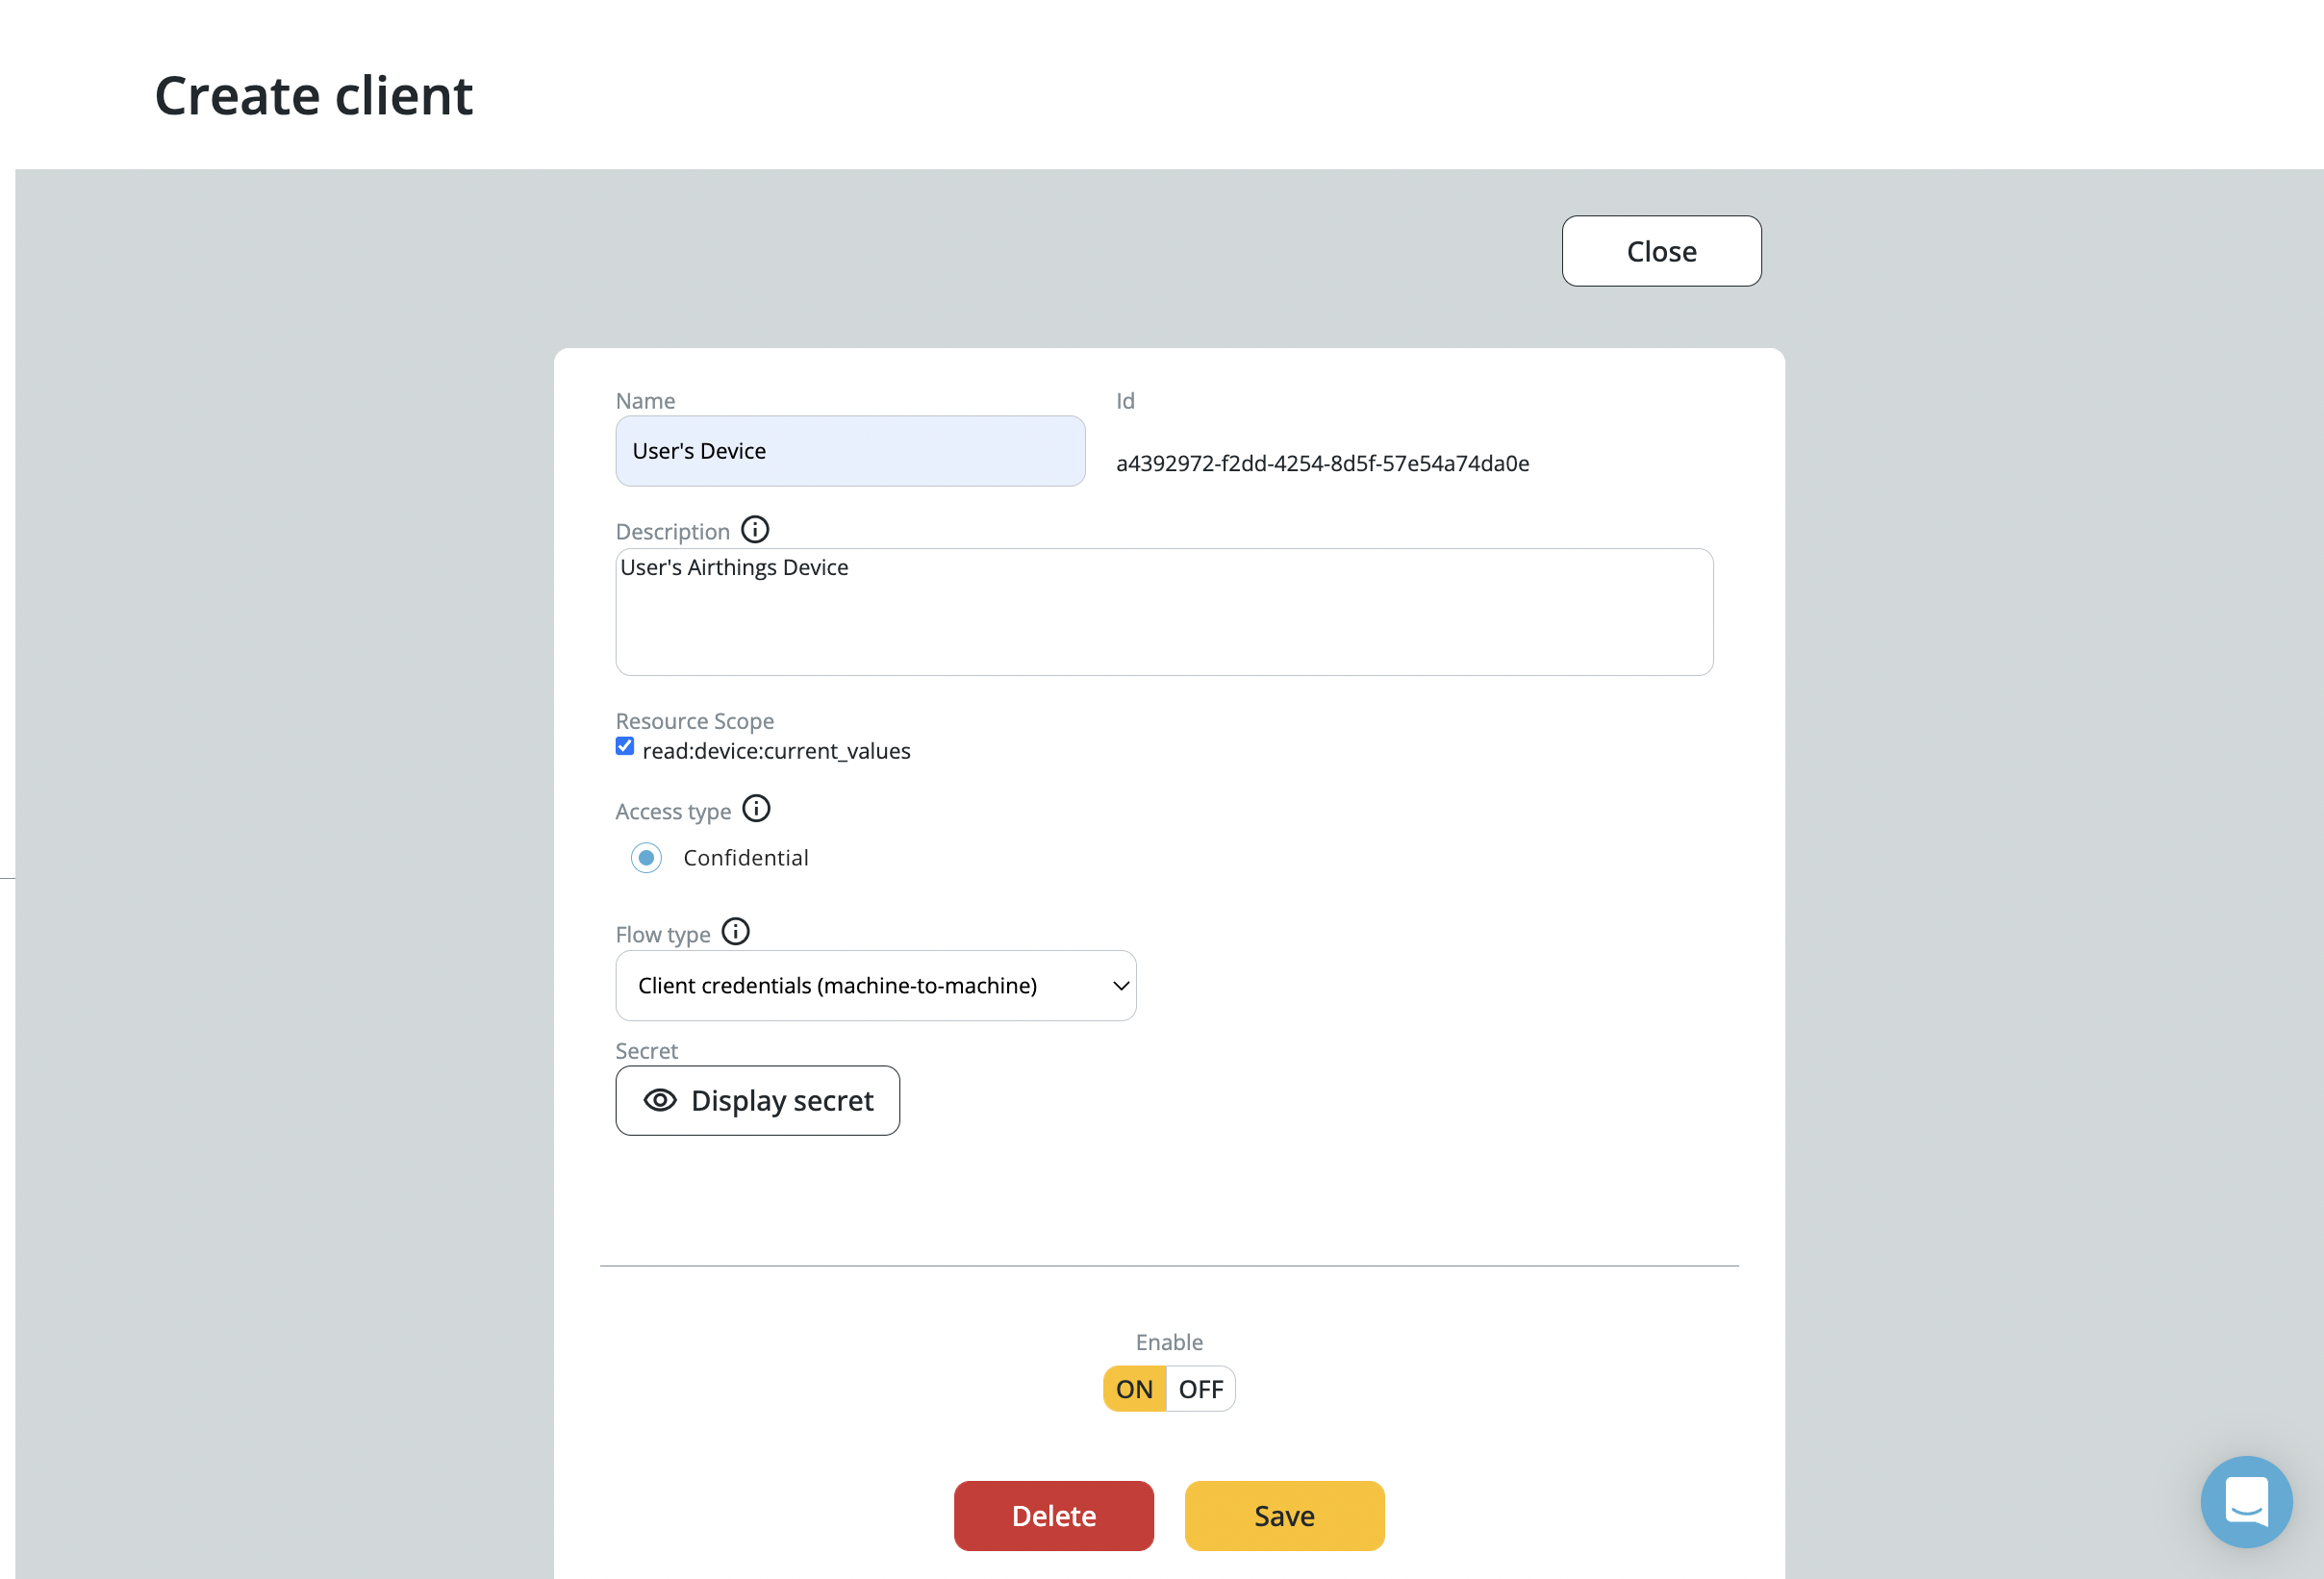 Create client
Close
Name
Id
User's Device
a4392972-f2dd-4254-8d5f-57e54a74da0e
Description
User's Airthings Device
Resource Scope
read:device:current_values
Access type
Confidential
Flow type
Client credentials (machine-to-machine)
Secret
Display secret
Enable
ON OFF
Delete
Save